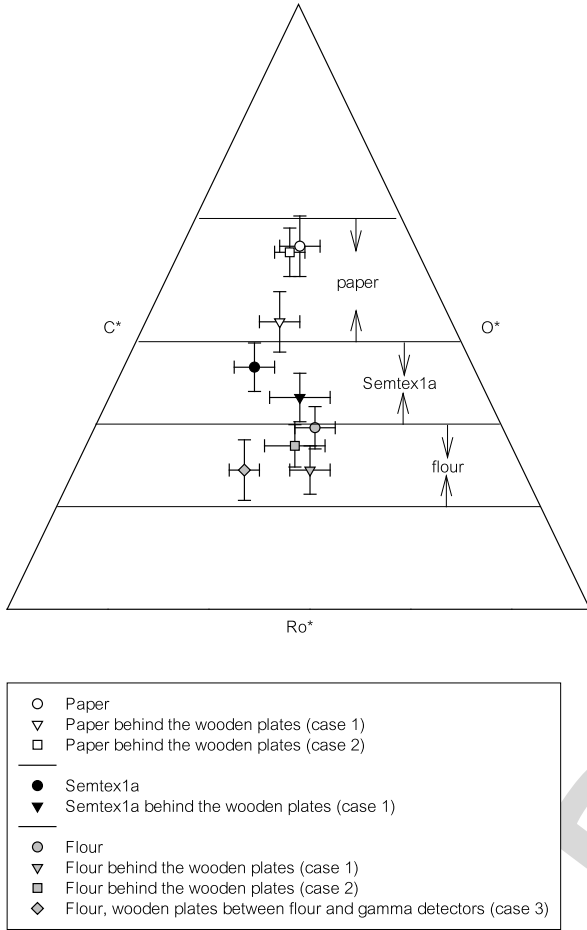 paper
C*
O*
Semtex1a
flour
Ro*
Paper
Paper behind the wooden plates (case 1)
Paper behind the wooden plates (case 2)
Semtex1a
Semtex1a behind the wooden plates (case 1)
Flour
Flour behind the wooden plates (case 1)
Flour behind the wooden plates (case 2)
Flour, wooden plates between flour and gamma detectors (case 3)